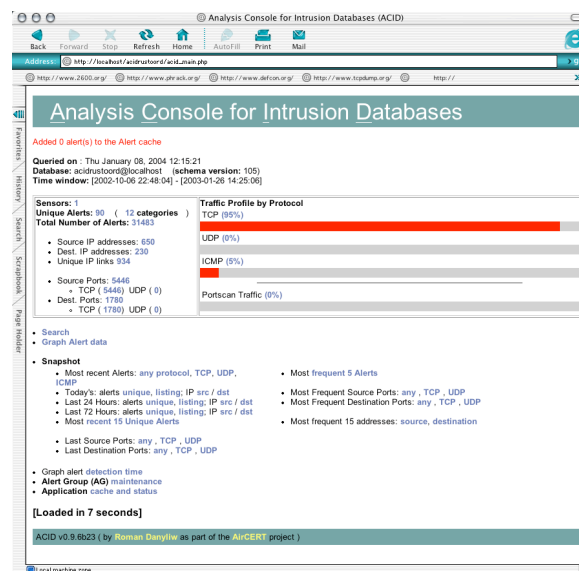 Analysis Console for Intrusion Databases (ACID)
Back Forward Stop Refresh Home AutoFill Print Mail
Address: http://localhost/acidrustoord/acid_main.php
http://www.2600.org/ http://www.phrack.org/ http://www.defcon.org/ http://www.tcpdump.org/ http://
Favorites
History
Search
Scrapbook
Page Holder
Analysis Console for Intrusion Databases
Added 0 alert(s) to the Alert cache
Queried on : Thu January 08, 2004 12:15:21
Database: acidrustoord@localhost (schema version: 105)
Time window: [2002-10-06 22:48:04] - [2003-01-26 14:25:06]
Sensors: 1
Unique Alerts: 90 ( 12 categories )
Total Number of Alerts: 31483
• Source IP addresses: 650
• Dest. IP addresses: 230
• Unique IP links 934
• Source Ports: 5446
◦ TCP ( 5446) UDP ( 0)
• Dest. Ports: 1780
◦ TCP ( 1780) UDP ( 0)
Traffic Profile by Protocol
TCP (95%)
UDP (0%)
ICMP (5%)
Portscan Traffic (0%)
• Search
• Graph Alert data
• Snapshot
• Most recent Alerts: any protocol, TCP, UDP,
ICMP
• Today's: alerts unique, listing; IP src / dst
• Last 24 Hours: alerts unique, listing; IP src / dst
• Last 72 Hours: alerts unique, listing; IP src / dst
• Most recent 15 Unique Alerts
• Last Source Ports: any , TCP , UDP
• Last Destination Ports: any , TCP , UDP
• Most frequent 5 Alerts
• Most Frequent Source Ports: any , TCP , UDP
• Most Frequent Destination Ports: any , TCP , UDP
• Most frequent 15 addresses: source, destination
• Graph alert detection time
• Alert Group (AG) maintenance
• Application cache and status
[Loaded in 7 seconds]
ACID v0.9.6b23 ( by Roman Danyliw as part of the AirCERT project )
Local machine zone